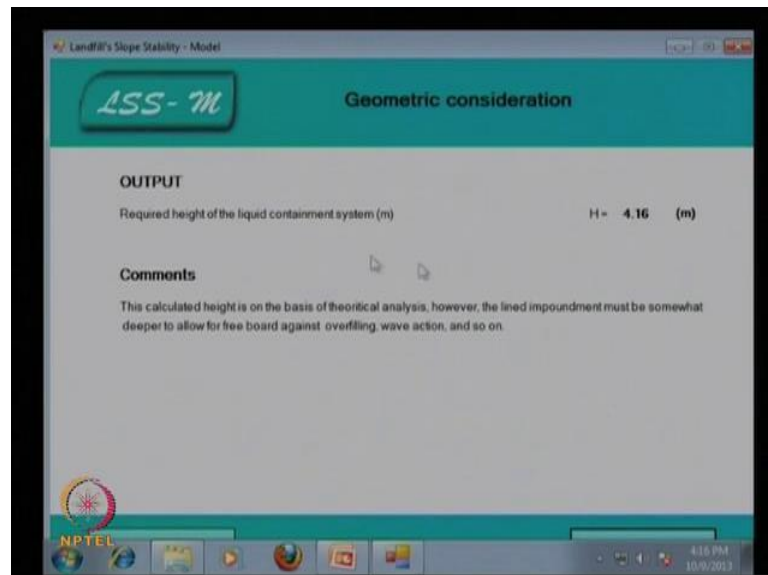 Landfill's Slope Stability - Model
LSS-M
Geometric consideration
OUTPUT
Required height of the liquid containment system (m) H = 4.16 (m)
Comments
This calculated height is on the basis of theoritical analysis, however, the lined impoundment must be somewhat
deeper to allow for free board against overfilling, wave action, and so on.
NPTEL
4:16 PM
10/9/2013